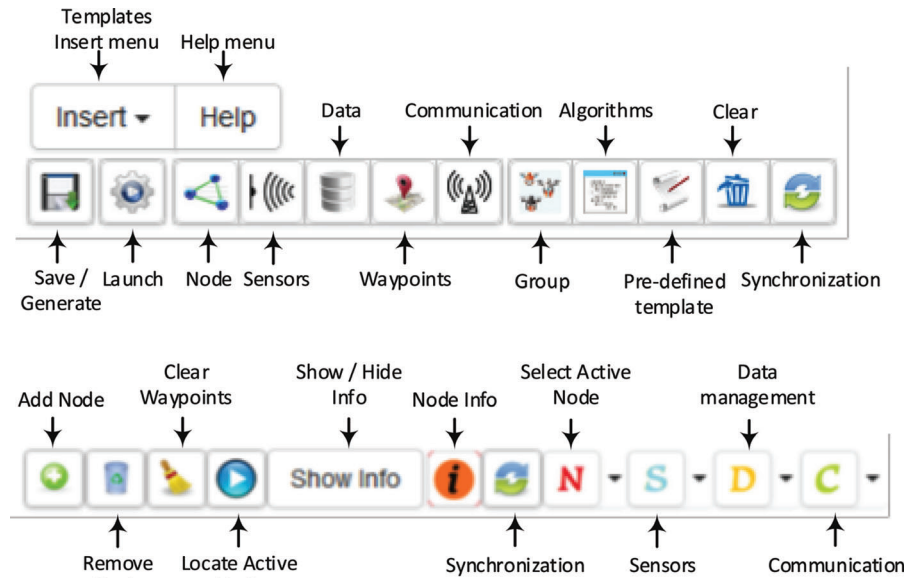 Templates
Insert menu
Help menu
Insert
Help
Data
Communication
Algorithms
Clear
Save /
Generate
Launch
Node
Sensors
Waypoints
Group
Pre-defined
template
Synchronization
Add Node
Clear
Waypoints
Show / Hide
Info
Node Info
Select Active
Node
Data
management
Show Info
i
N
S
D
C
Remove
Locate Active
Synchronization
Sensors
Communication